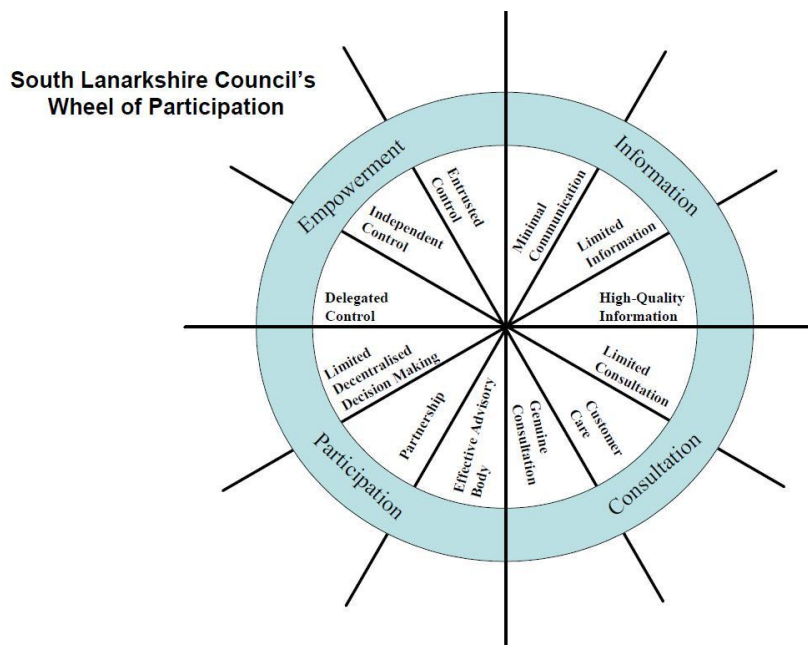 South Lanarkshire Council's
Wheel of Participation
Information
Minimal
Communication
Limited
Information
High-Quality
Information
Consultation
Limited
Consultation
Customer
Care
Genuine
Consultation
Participation
Effective Advisory
Body
Partnership
Limited
Decentralised
Decision Making
Empowerment
Delegated
Control
Independent
Control
Entrusted
Control